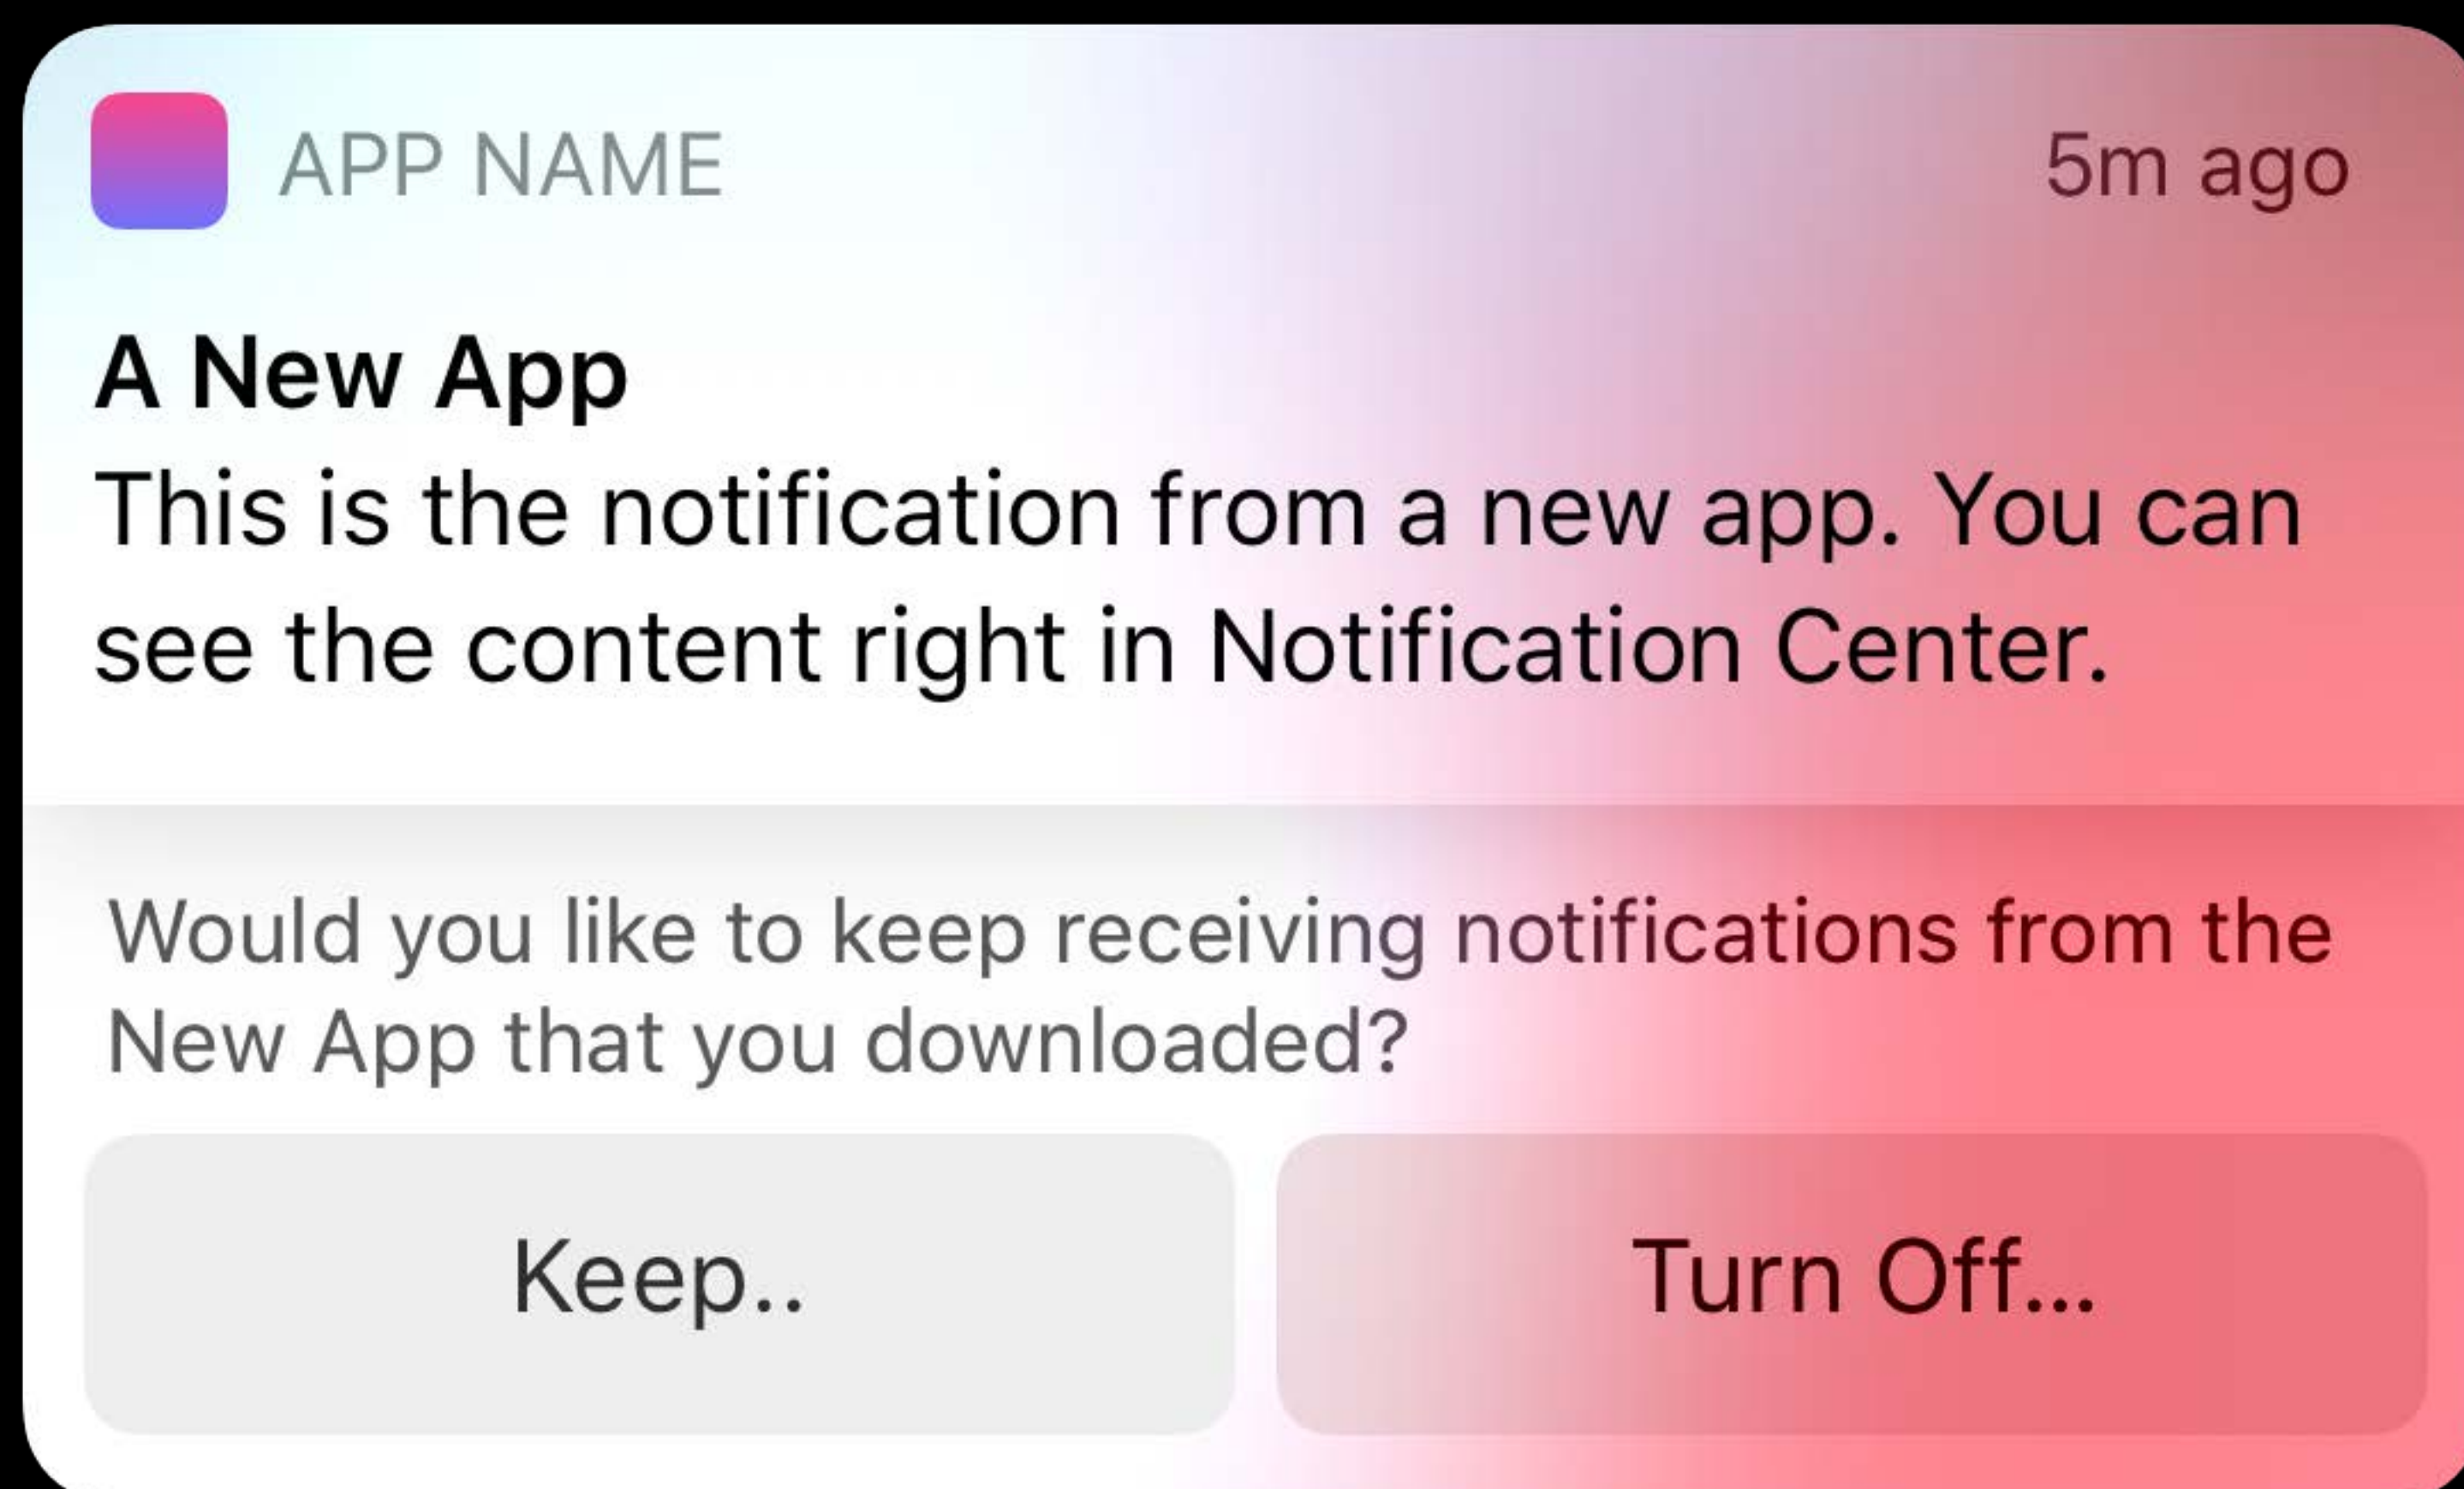 APP NAME
5m ago
A New App
This is the notification from a new app. You can
see the content right in Notification Center.
Would you like to keep receiving notifications from the
New App that you downloaded?
Keep..
Turn Off...